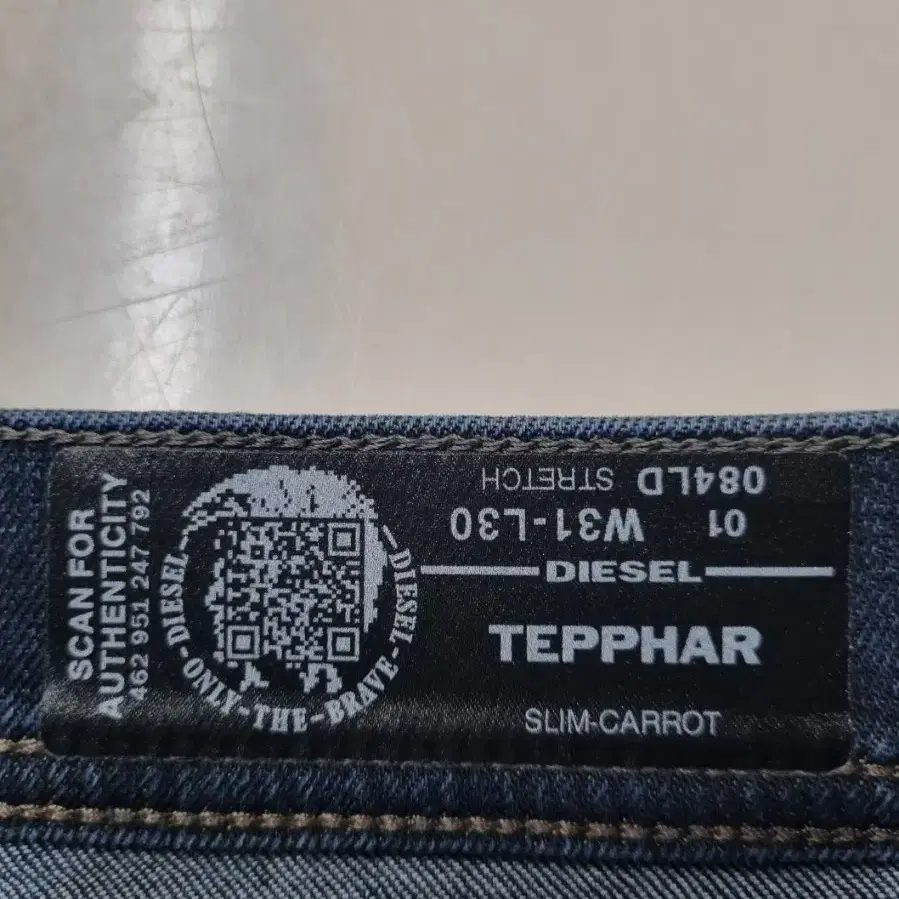 SCAN FOR
AUTHENTICITY
462 951 247 792
DIESEL-ONLY-THE-BRAVE-DIESEL
084LD STRETCH
01 W31-L30
DIESEL
TEPPHAR
SLIM-CARROT